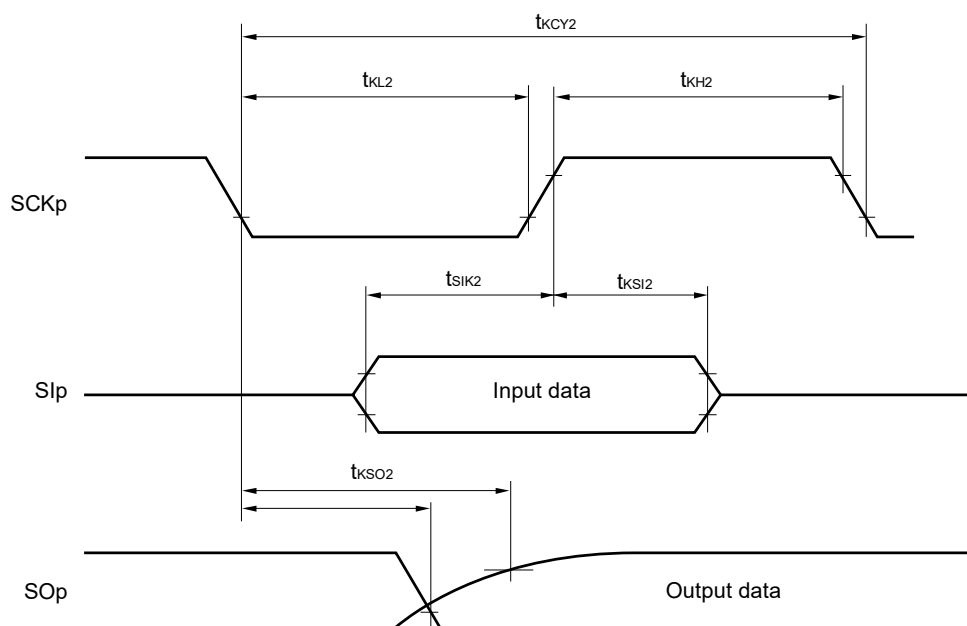 tKCY2
tKL2
tKH2
SCKp
tSIK2
tKSI2
SIp
Input data
tKSO2
SOp
Output data